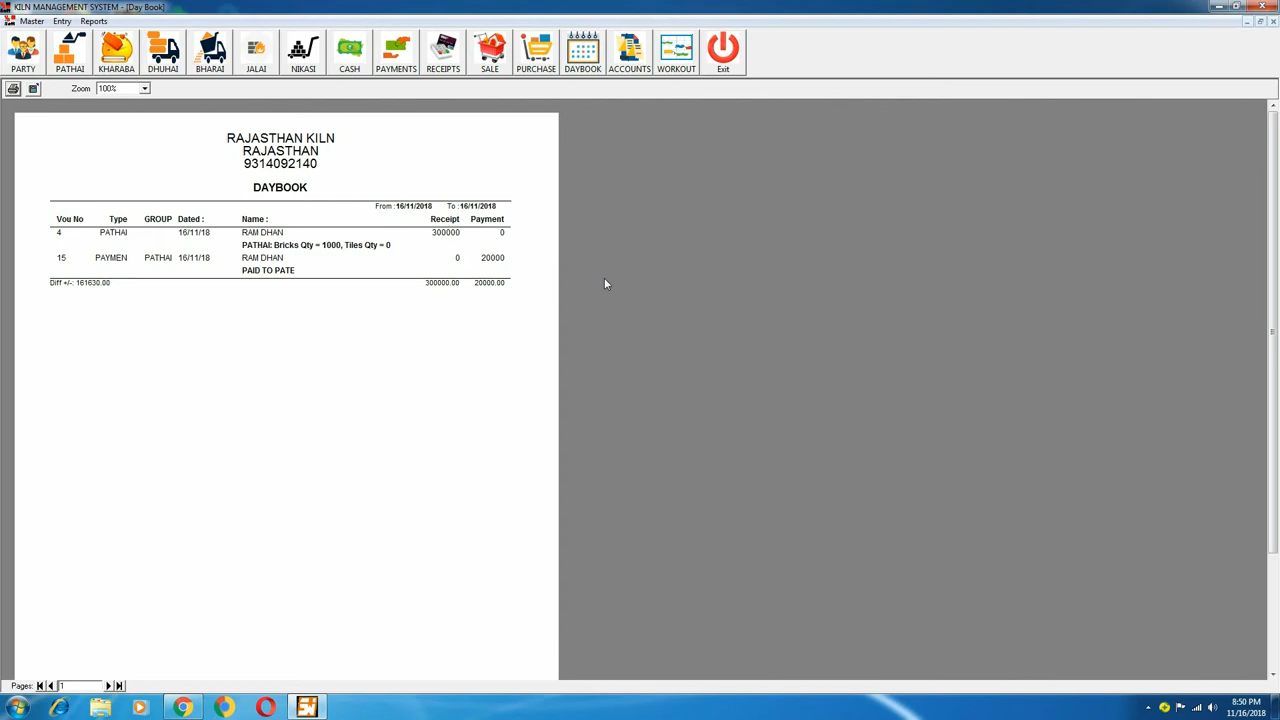 KILN MANAGEMENT SYSTEM - [Day Book]
Master Entry Reports
PARTY PATHAI KHARABA DHUHAI BHARAI JALAI NIKASI CASH PAYMENTS RECEIPTS SALE PURCHASE DAYBOOK ACCOUNTS WORKOUT Exit
Zoom 100%
RAJASTHAN KILN
RAJASTHAN
9314092140
DAYBOOK
From : 16/11/2018 To : 16/11/2018
Vou No Type GROUP Dated : Name : Receipt Payment
4 PATHAI 16/11/18 RAM DHAN 300000 0
PATHAI: Bricks Qty = 1000, Tiles Qty = 0
15 PAYMEN PATHAI 16/11/18 RAM DHAN 0 20000
PAID TO PATE
Diff +/-: 161630.00 300000.00 20000.00
Pages: 1
8:50 PM
11/16/2018